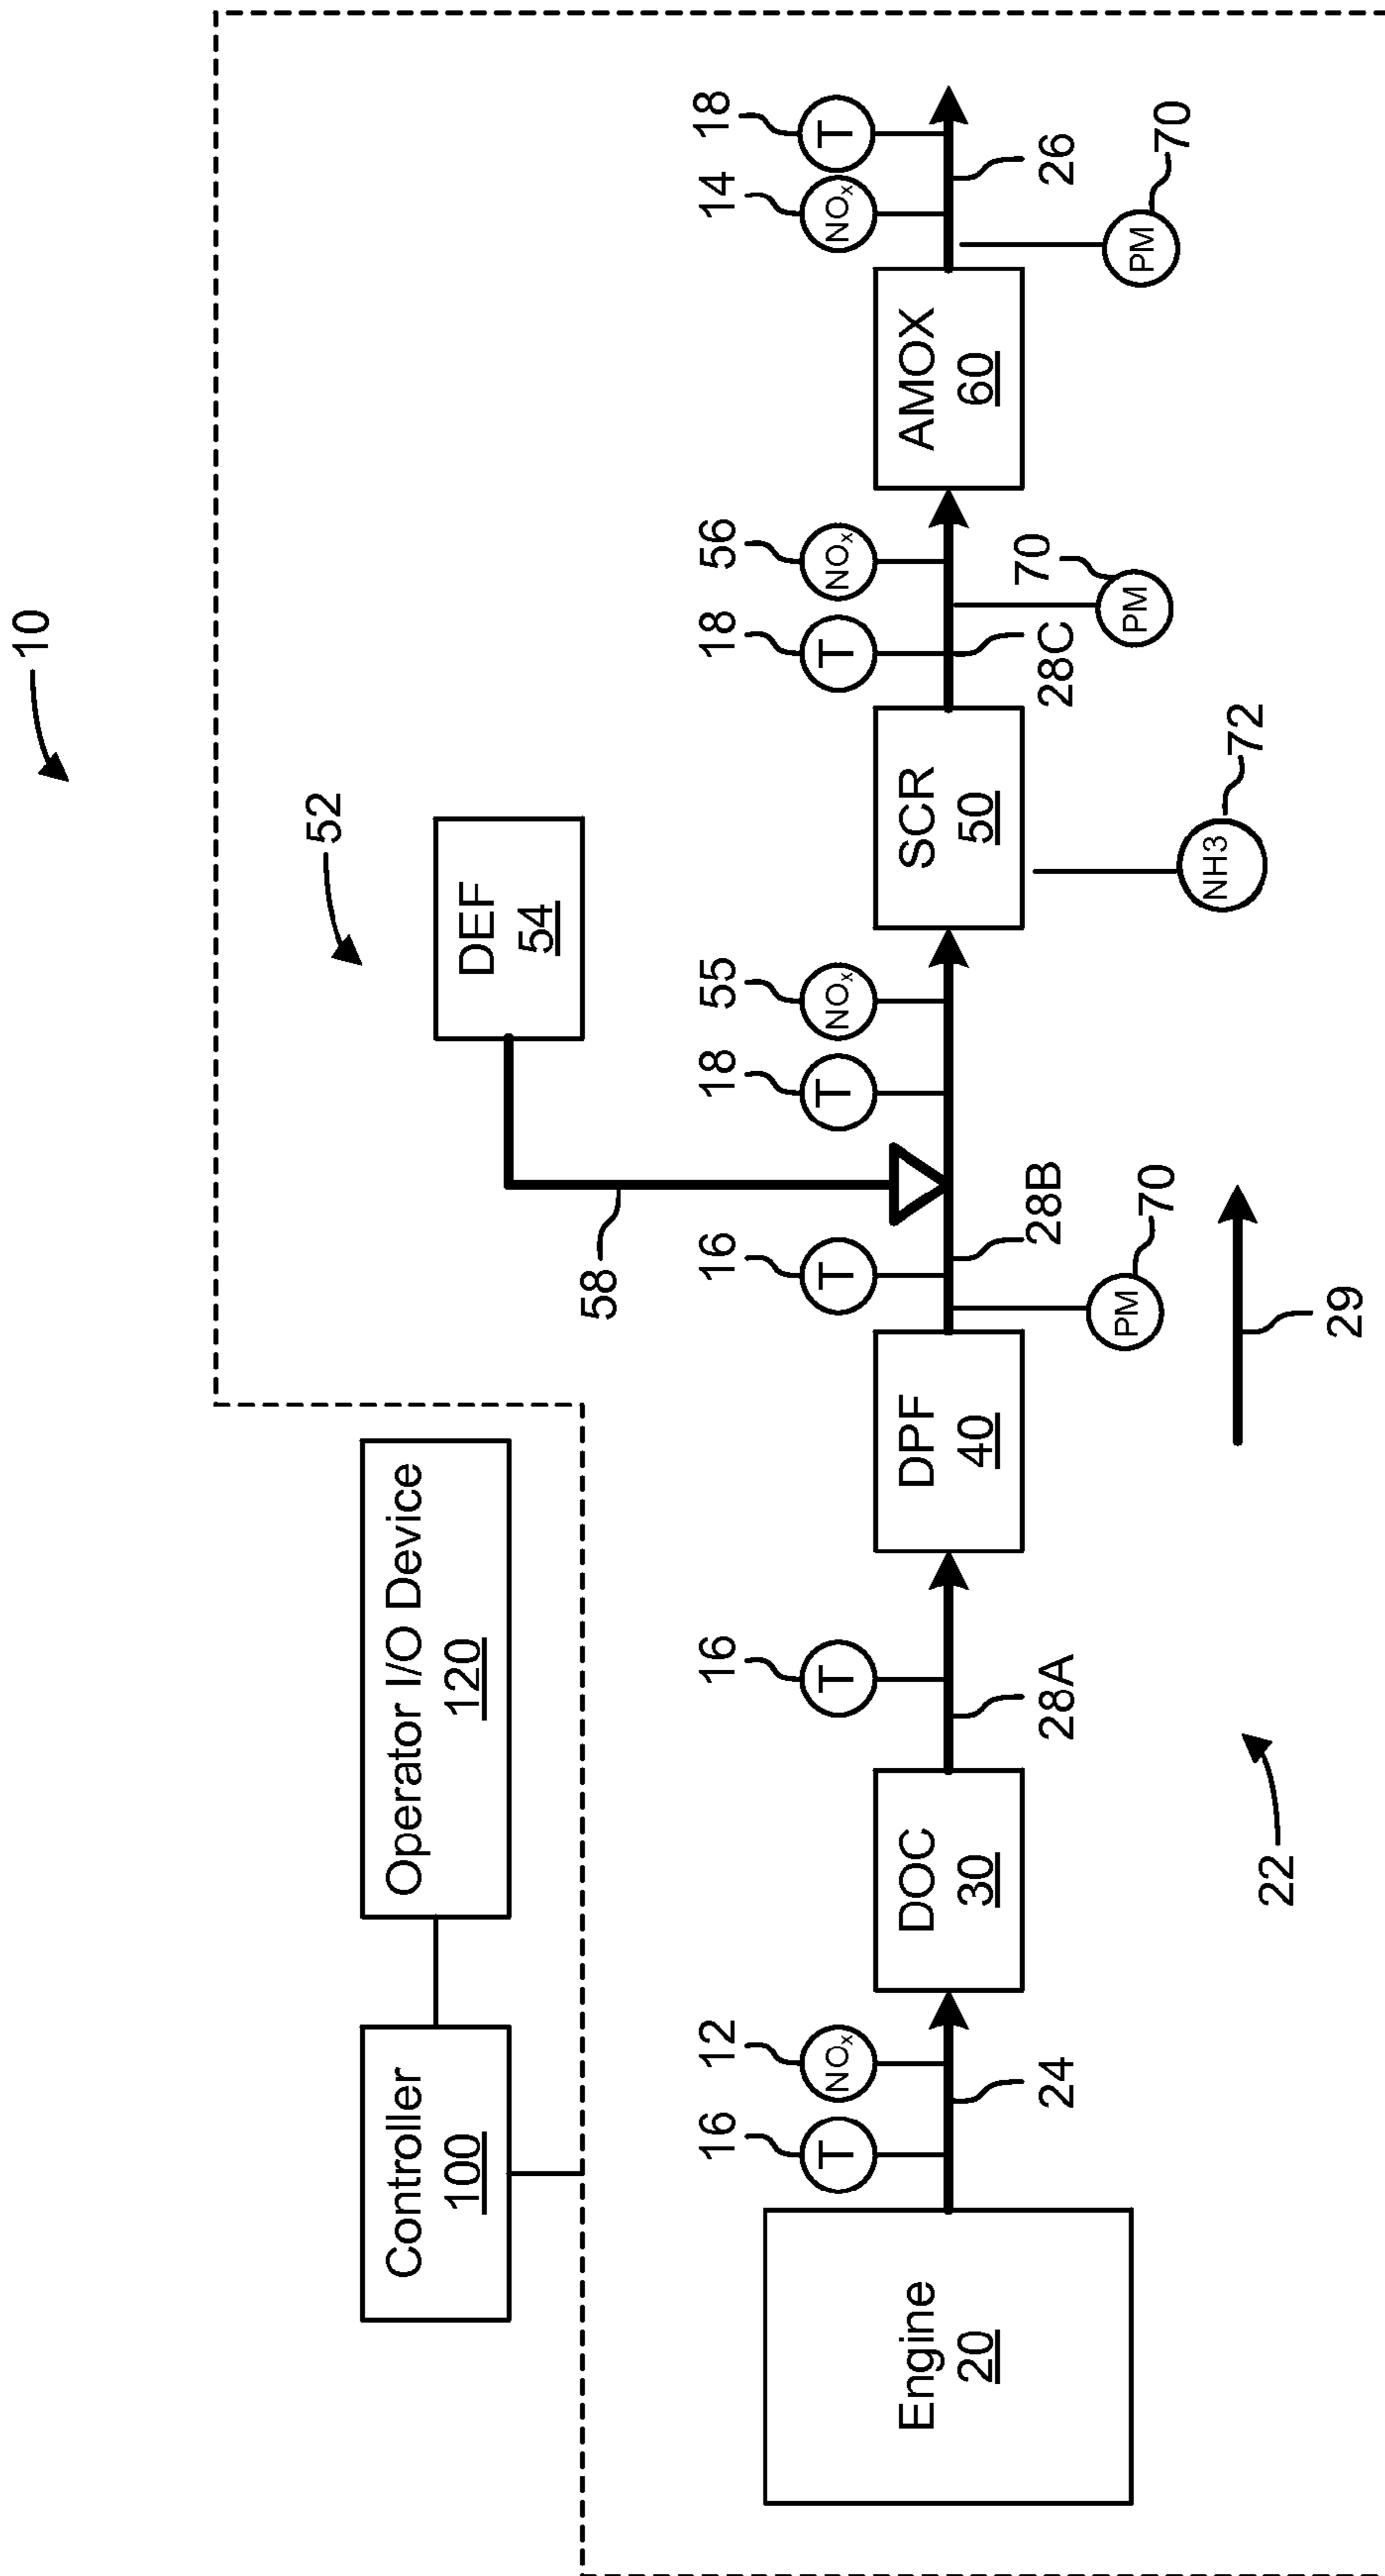 10
Controller
100
Operator I/O Device
120
52
DEF
54
58
16
T
12
NOx
16
T
16
T
18
T
55
NOx
18
T
56
NOx
14
NOx
18
T
Engine
20
DOC
30
DPF
40
SCR
50
AMOX
60
24
28A
28B
28C
26
70
PM
70
PM
70
PM
NH3
72
22
29